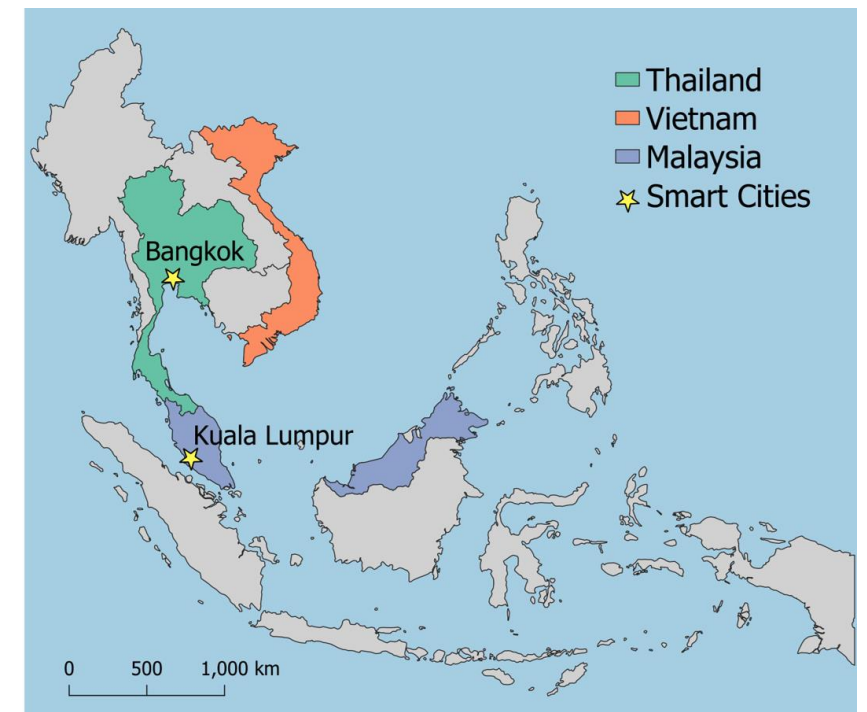 Thailand
Vietnam
Malaysia
Smart Cities
Bangkok
Kuala Lumpur
0 500 1,000 km